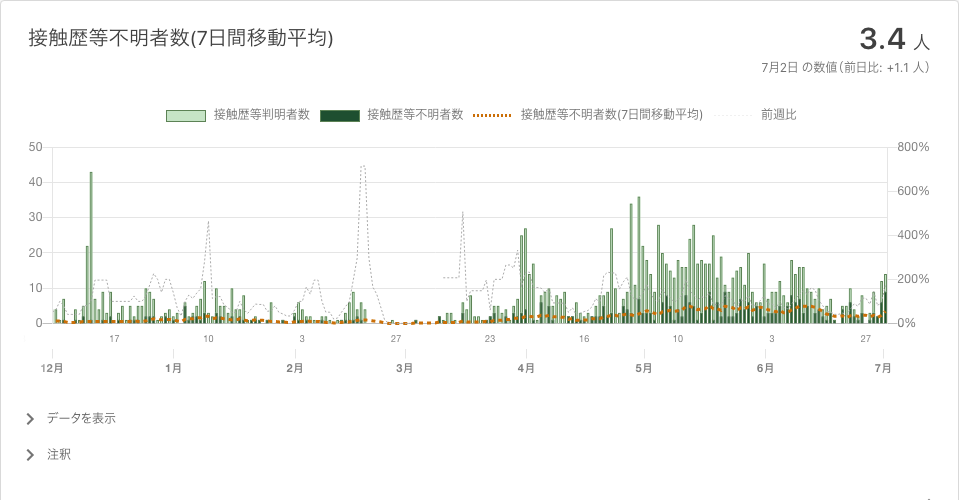 接触歴等不明者数(7日間移動平均)
3.4 人
7月2日 の数値（前日比: +1.1 人）
接触歴等判明者数 接触歴等不明者数 接触歴等不明者数(7日間移動平均) 前週比
50 800%
40 600%
30 400%
20 200%
10 0%
0
17 10 3 27 23 16 10 3 27
12月 1月 2月 3月 4月 5月 6月 7月
データを表示
注釈